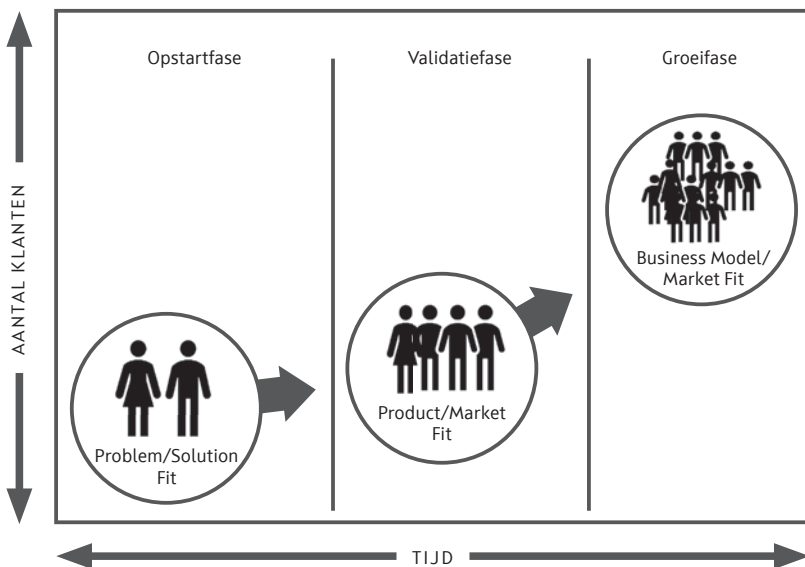 Opstartfase
Validatiefase
Groeifase
AANTAL KLANTEN
Business Model/
Market Fit
Product/Market
Fit
Problem/Solution
Fit
TIJD